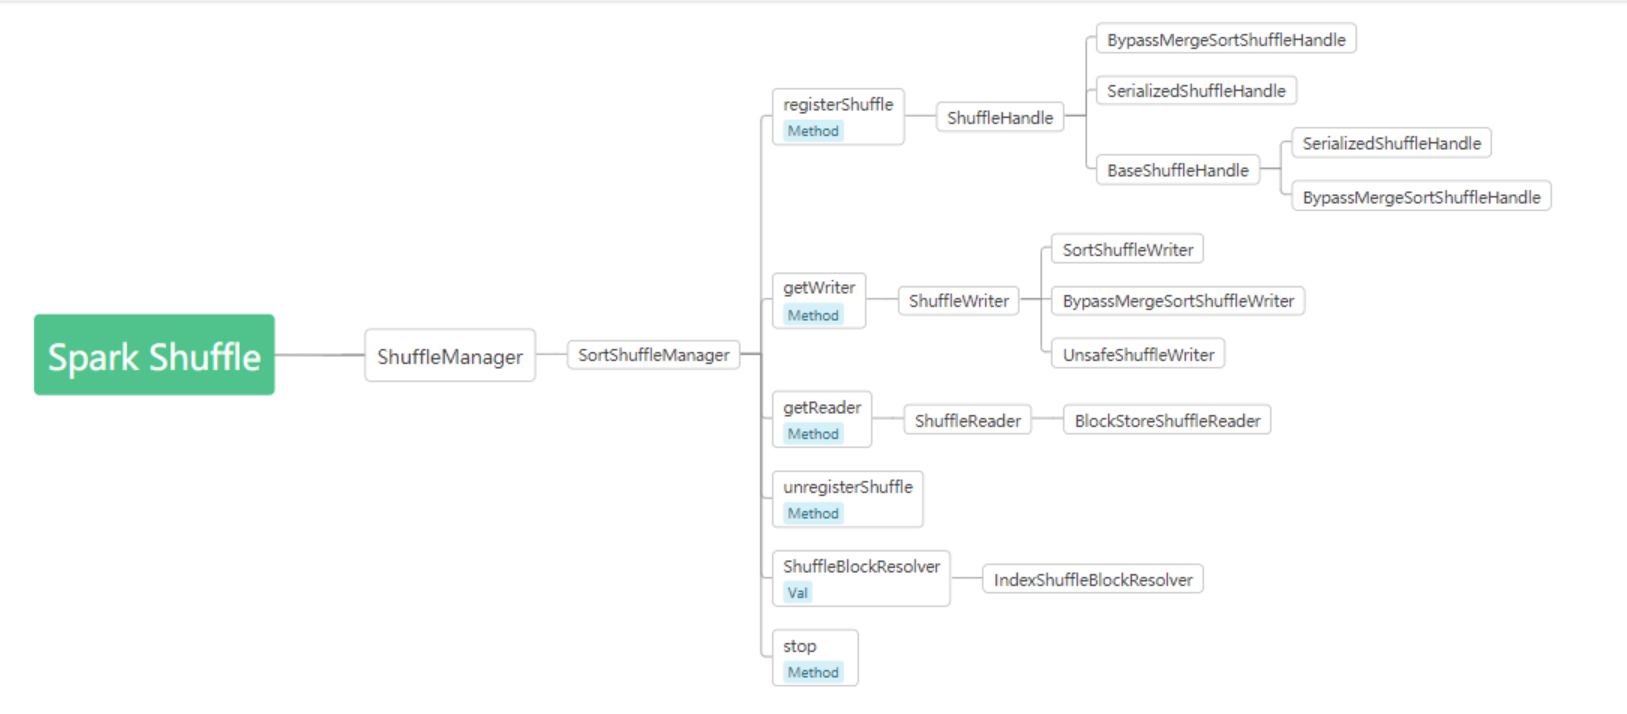 Spark Shuffle
ShuffleManager
SortShuffleManager
registerShuffle
Method
ShuffleHandle
BypassMergeSortShuffleHandle
SerializedShuffleHandle
BaseShuffleHandle
SerializedShuffleHandle
BypassMergeSortShuffleHandle
getWriter
Method
ShuffleWriter
SortShuffleWriter
BypassMergeSortShuffleWriter
UnsafeShuffleWriter
getReader
Method
ShuffleReader
BlockStoreShuffleReader
unregisterShuffle
Method
ShuffleBlockResolver
Val
IndexShuffleBlockResolver
stop
Method